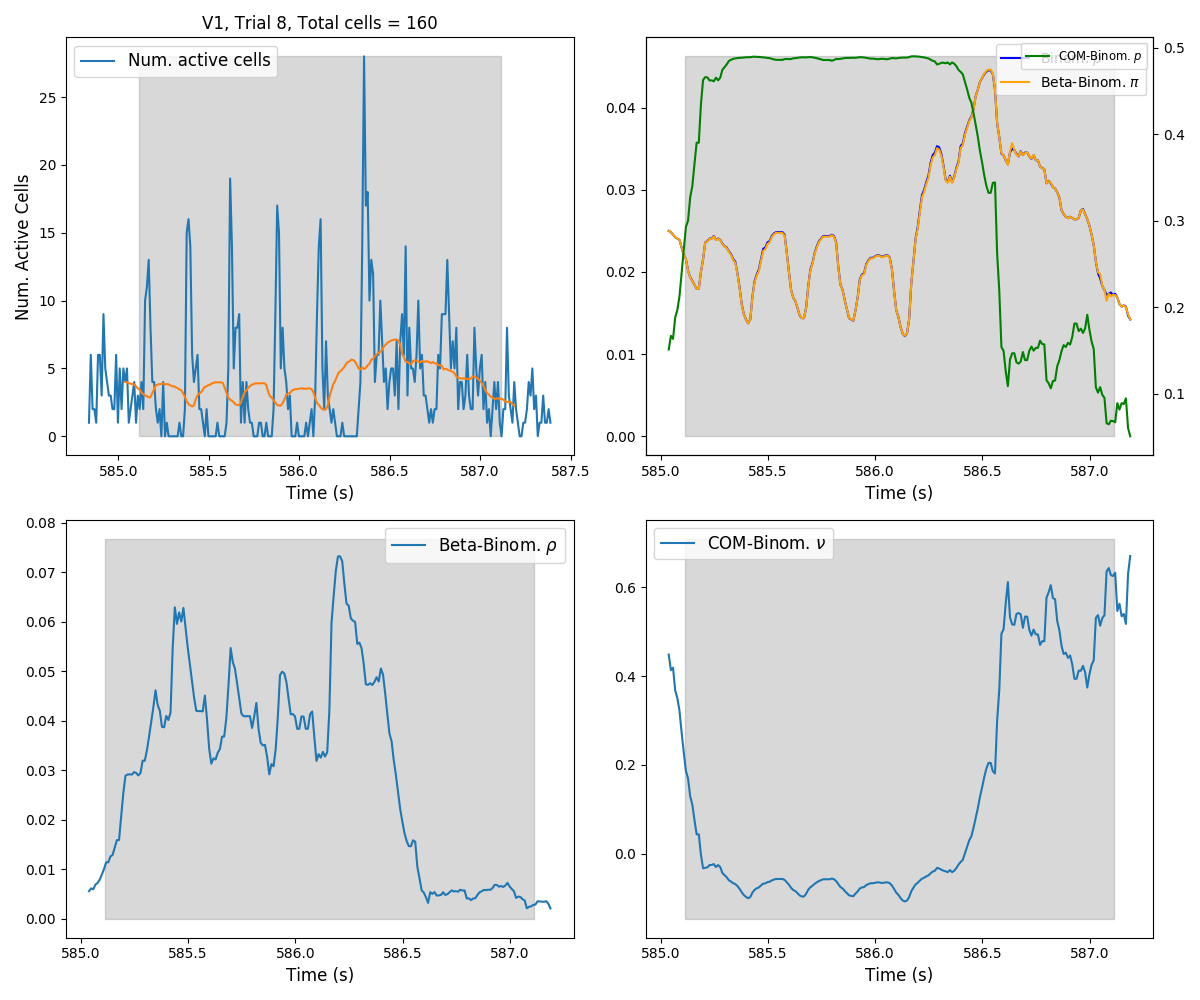 V1, Trial 8, Total cells = 160
Num. active cells
Num. Active Cells
25
20
15
10
5
0
585.0 585.5 586.0 586.5 587.0 587.5
Time (s)
COM-Binom. p
Beta-Binom. π
0.04
0.03
0.02
0.01
0.00
0.5
0.4
0.3
0.2
0.1
585.0 585.5 586.0 586.5 587.0
Time (s)
Beta-Binom. ρ
0.08
0.07
0.06
0.05
0.04
0.03
0.02
0.01
0.00
585.0 585.5 586.0 586.5 587.0
Time (s)
COM-Binom. ν
0.6
0.4
0.2
0.0
585.0 585.5 586.0 586.5 587.0
Time (s)